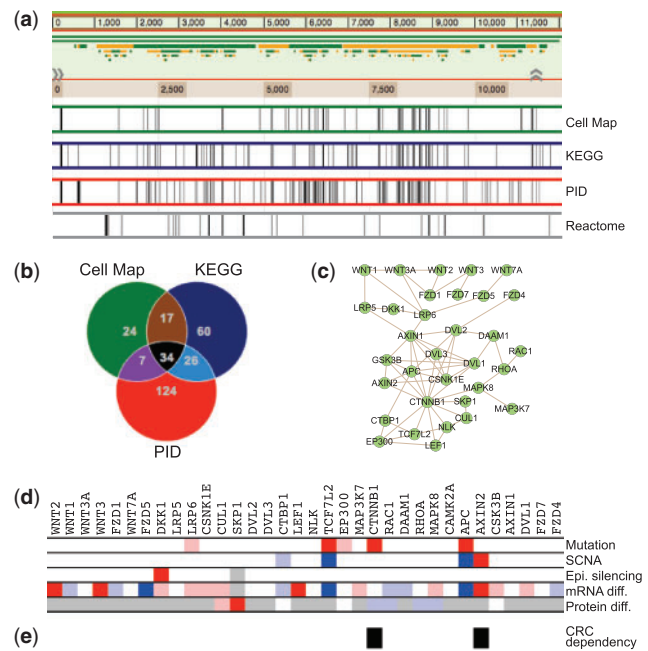 (a)
0 1,000 2,000 3,000 4,000 5,000 6,000 7,000 8,000 9,000 10,000 11,000
0 2,500 5,000 7,500 10,000
Cell Map
KEGG
PID
Reactome
(b)
Cell Map KEGG
24 17 60
7 34 26
124
PID
(c)
WNT1 WNT3A WNT2 WNT3 WNT7A
FZD1 FZD7 FZD5 FZD4
LRP5 DKK1 LRP6
AXIN1 DVL2 DAAM1
DVL3 RAC1
GSK3B DVL1
APC RHOA
AXIN2 CSNK1E MAPK8
CTNNB1 SKP1 MAP3K7
CTBP1 CUL1
NLK
TCF7L2
EP300 LEF1
(d)
WNT2 WNT1 WNT3A WNT3 FZD1 WNT7A FZD5 DKK1 LRP5 LRP6 CSNK1E CUL1 SKP1 DVL2 DVL3 CTBP1 LEF1 NLK TCF7L2 EP300 MAP3K7 CTNNB1 RAC1 DAAM1 RHOA MAPK8 CAMK2A APC AXIN2 CSK3B AXIN1 DVL1 FZD7 FZD4
Mutation
SCNA
Epi. silencing
mRNA diff.
Protein diff.
(e)
CRC
dependency